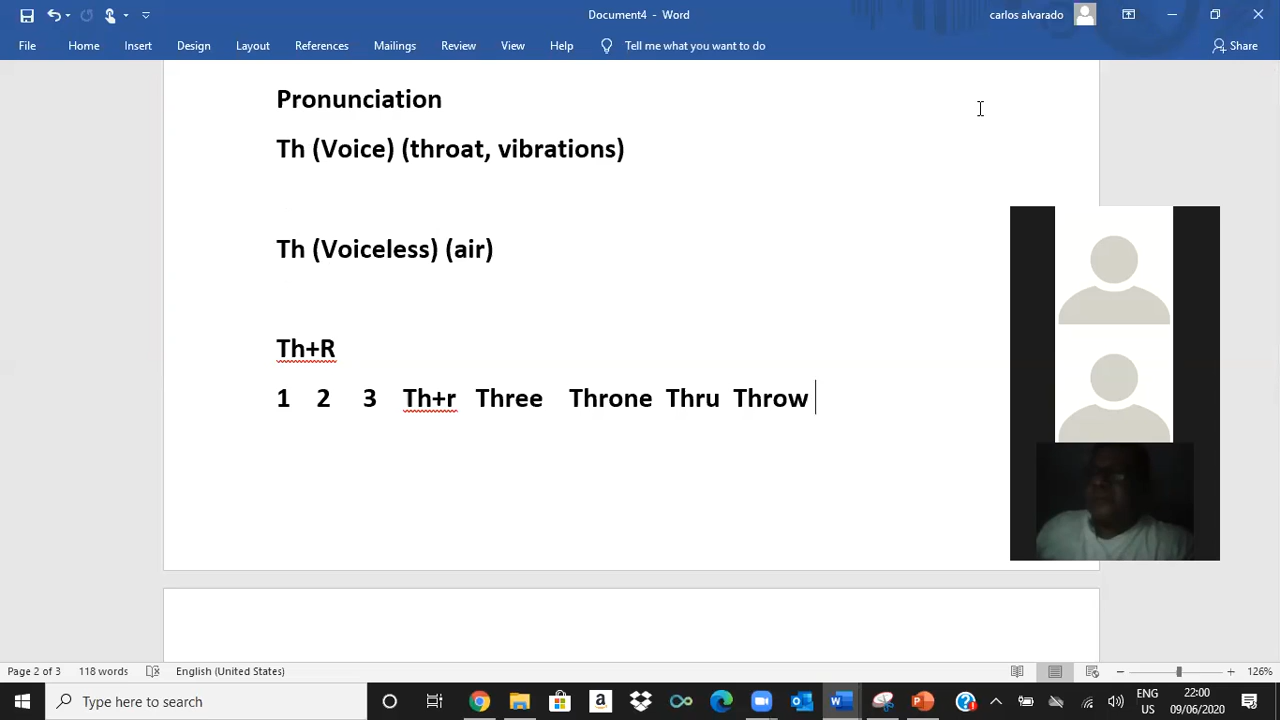 Document4 - Word
carlos alvarado
File Home Insert Design Layout References Mailings Review View Help Tell me what you want to do Share
Pronunciation
Th (Voice) (throat, vibrations)
Th (Voiceless) (air)
Th+R
1 2 3 Th+r Three Throne Thru Throw
Page 2 of 3 118 words English (United States) 126%
Type here to search
ENG 22:00
US 09/06/2020